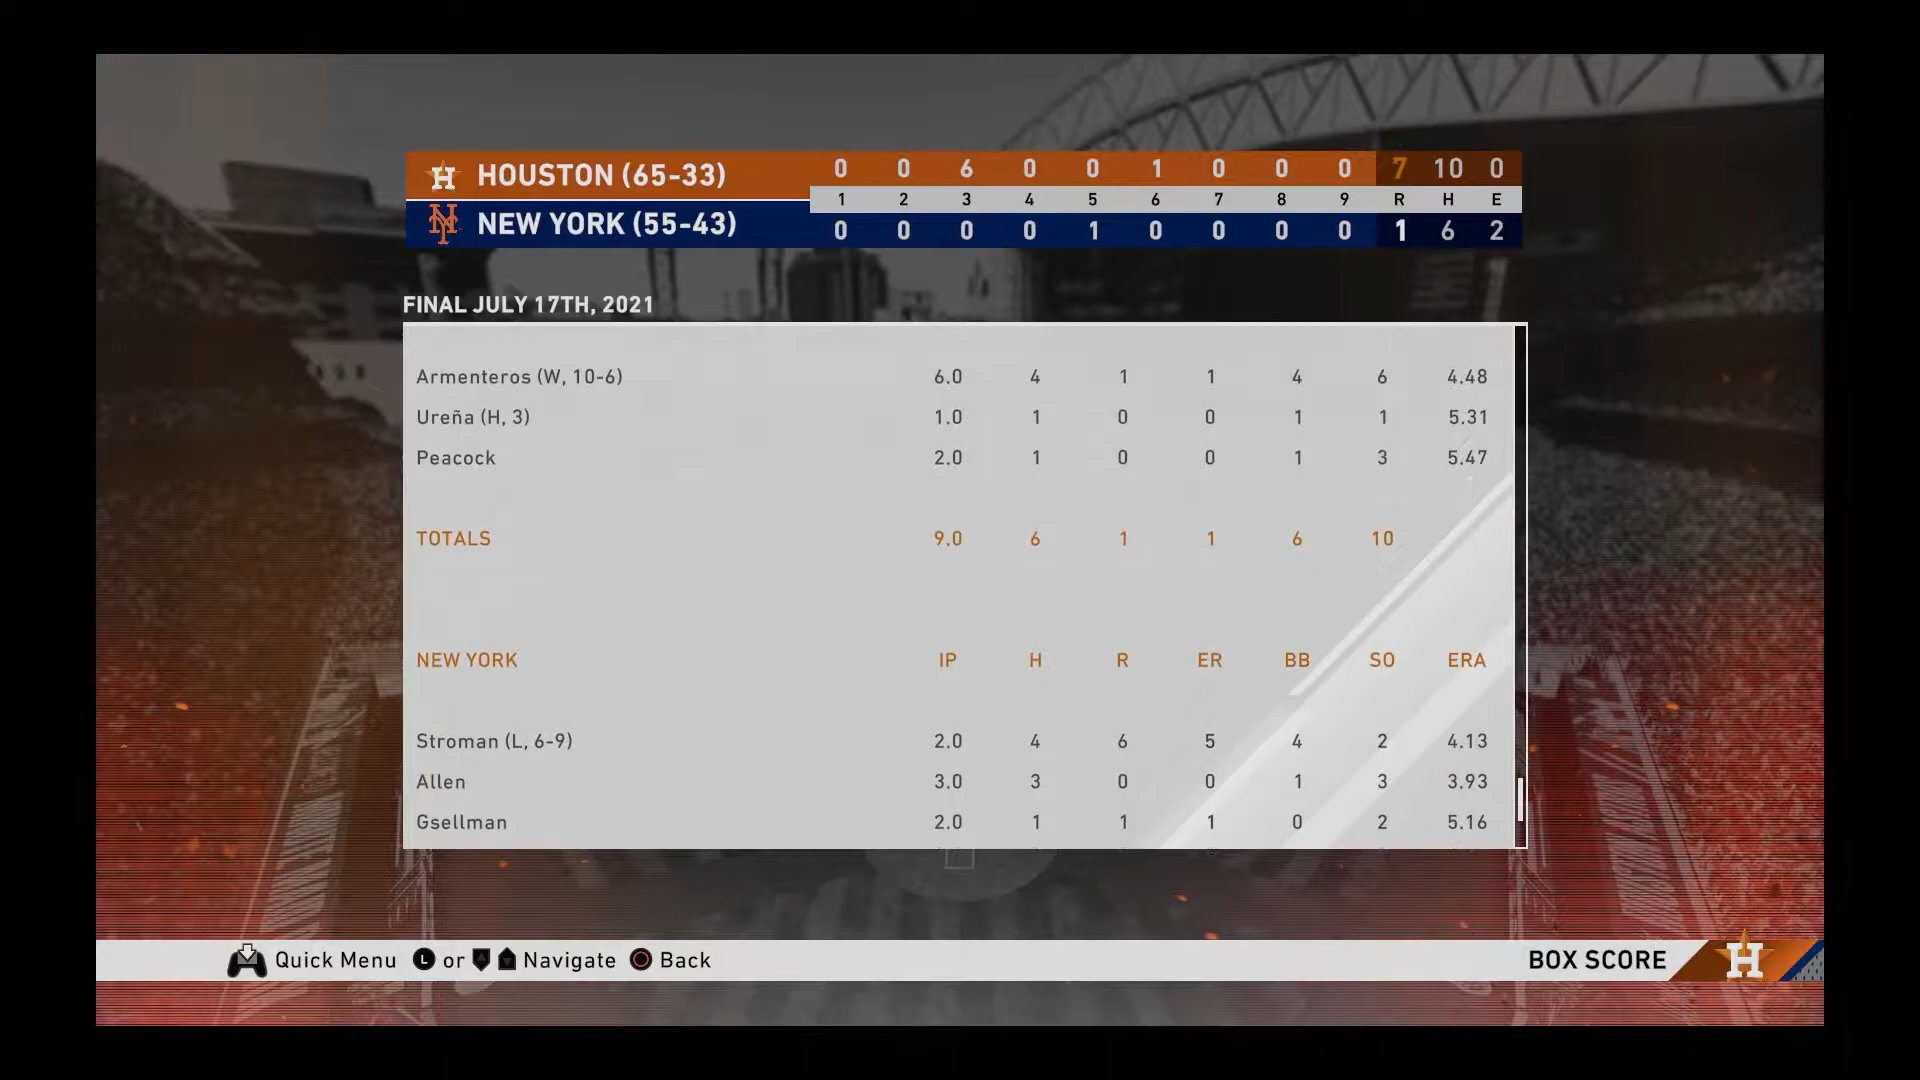 HOUSTON (65-33) 0 0 6 0 0 1 0 0 0 7 10 0
1 2 3 4 5 6 7 8 9 R H E
NEW YORK (55-43) 0 0 0 0 1 0 0 0 0 1 6 2
FINAL JULY 17TH, 2021
Armenteros (W, 10-6) 6.0 4 1 1 4 6 4.48
Ureña (H, 3) 1.0 1 0 0 1 1 5.31
Peacock 2.0 1 0 0 1 3 5.47
TOTALS 9.0 6 1 1 6 10
NEW YORK IP H R ER BB SO ERA
Stroman (L, 6-9) 2.0 4 6 5 4 2 4.13
Allen 3.0 3 0 0 1 3 3.93
Gsellman 2.0 1 1 1 0 2 5.16
Quick Menu L or Navigate Back
BOX SCORE H